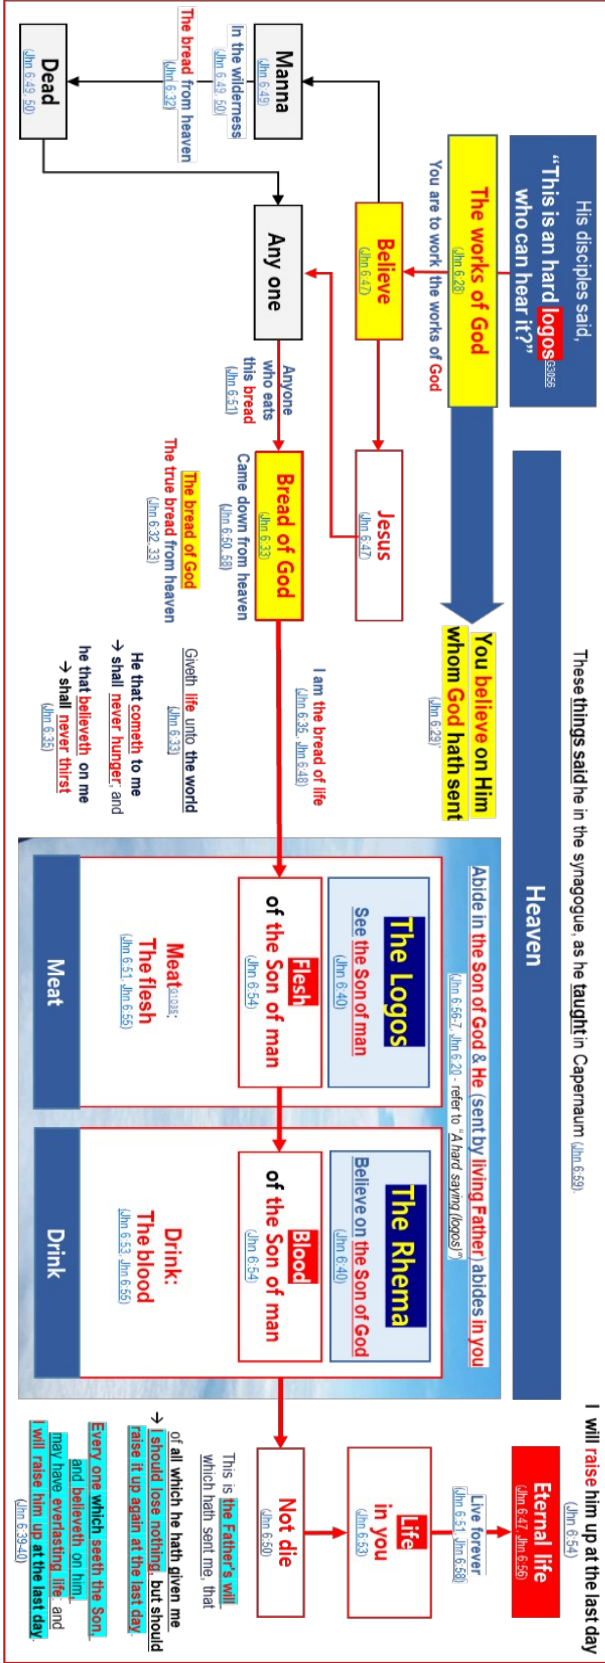 These things said he in the synagogue, as he taught in Capernaum (Jhn 6:59).
I will raise him up at the last day
(Jhn 6:54)
His disciples said,
“This is an hard logosG3056
who can hear it?”
Heaven
Eternal life
(Jhn 6:47, Jhn 6:56)
The works of God
(Jhn 6:28)
You are to work the works of God
You believe on Him
whom God hath sent
(Jhn 6:29)
Abide in the Son of God & He (sent by living Father) abides in you
(Jhn 6:56-7, Jhn 6:20 - refer to “A hard saying (logos)”)
Live forever
(Jhn 6:51, Jhn 6:58)
Believe
(Jhn 6:47)
Jesus
(Jhn 6:47)
The Logos
See the Son of man
(Jhn 6:40)
The Rhema
Believe on the Son of God
(Jhn 6:40)
Life
in you
(Jhn 6:53)
Manna
(Jhn 6:49)
In the wilderness
(Jhn 6:49, 50)
The bread from heaven
(Jhn 6:32)
Dead
(Jhn 6:49, 50)
Any one
Anyone
who eats
this bread
(Jhn 6:51)
Bread of God
(Jhn 6:33)
Came down from heaven
(Jhn 6:50, 58)
The bread of God
The true bread from heaven
(Jhn 6:32, 33)
I am the bread of life
(Jhn 6:35, Jhn 6:48)
Giveth life unto the world
(Jhn 6:33)
He that cometh to me
→ shall never hunger; and
he that believeth on me
→ shall never thirst
(Jhn 6:35)
Flesh
of the Son of man
(Jhn 6:54)
Meat:
The flesh
(Jhn 6:51, Jhn 6:55)
Meat
Blood
of the Son of man
(Jhn 6:54)
Drink:
The blood
(Jhn 6:53, Jhn 6:55)
Drink
Not die
(Jhn 6:50)
This is the Father's will
which hath sent me, that
of all which he hath given me
→ I should lose nothing, but should
raise it up again at the last day.
Every one which seeth the Son,
and believeth on him,
may have everlasting life: and
I will raise him up at the last day.
(Jhn 6:39-40)